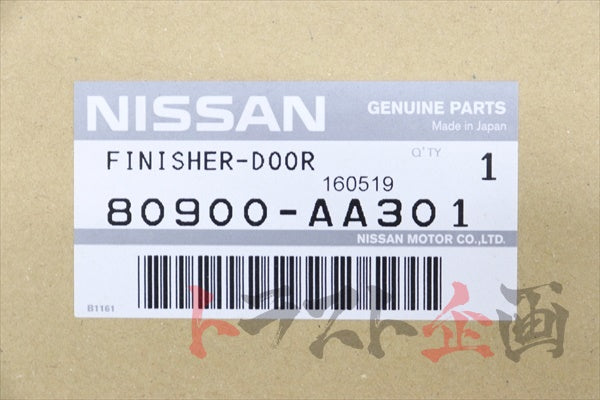 NISSAN
GENUINE PARTS
Made in Japan
FINISHER-DOOR
Q'TY
1
160519
80900-AA301
NISSAN MOTOR CO.,LTD.
B1161
トラスト企画